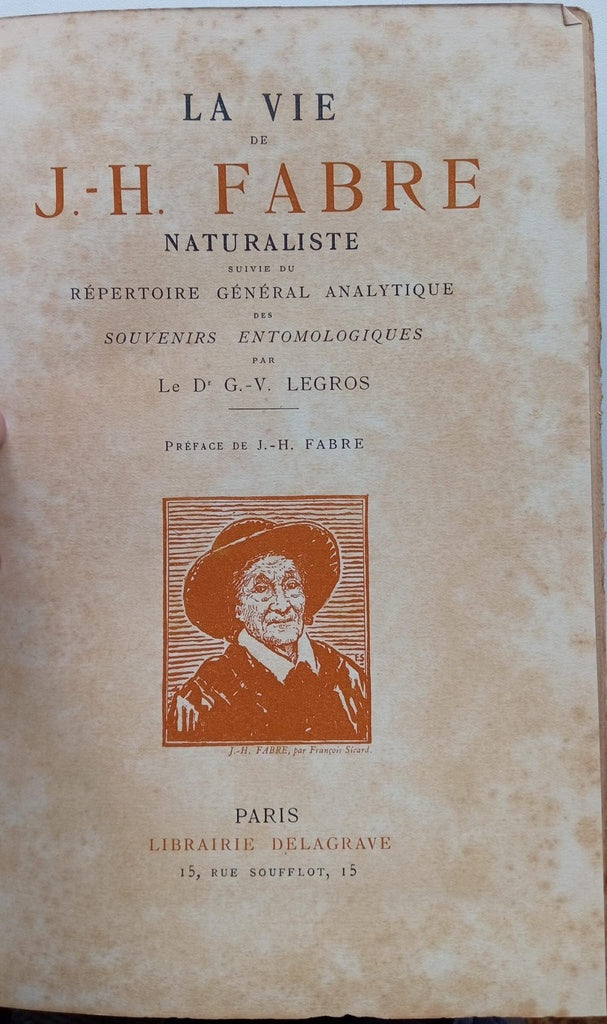 LA VIE
DE
J.-H. FABRE
NATURALISTE
SUIVIE DU
RÉPERTOIRE GÉNÉRAL ANALYTIQUE
DES
SOUVENIRS ENTOMOLOGIQUES
PAR
Le Dr G.-V. LEGROS
PRÉFACE DE J.-H. FABRE
FS
J.-H. FABRE, par François Sicard.
PARIS
LIBRAIRIE DELAGRAVE
15, RUE SOUFFLOT, 15